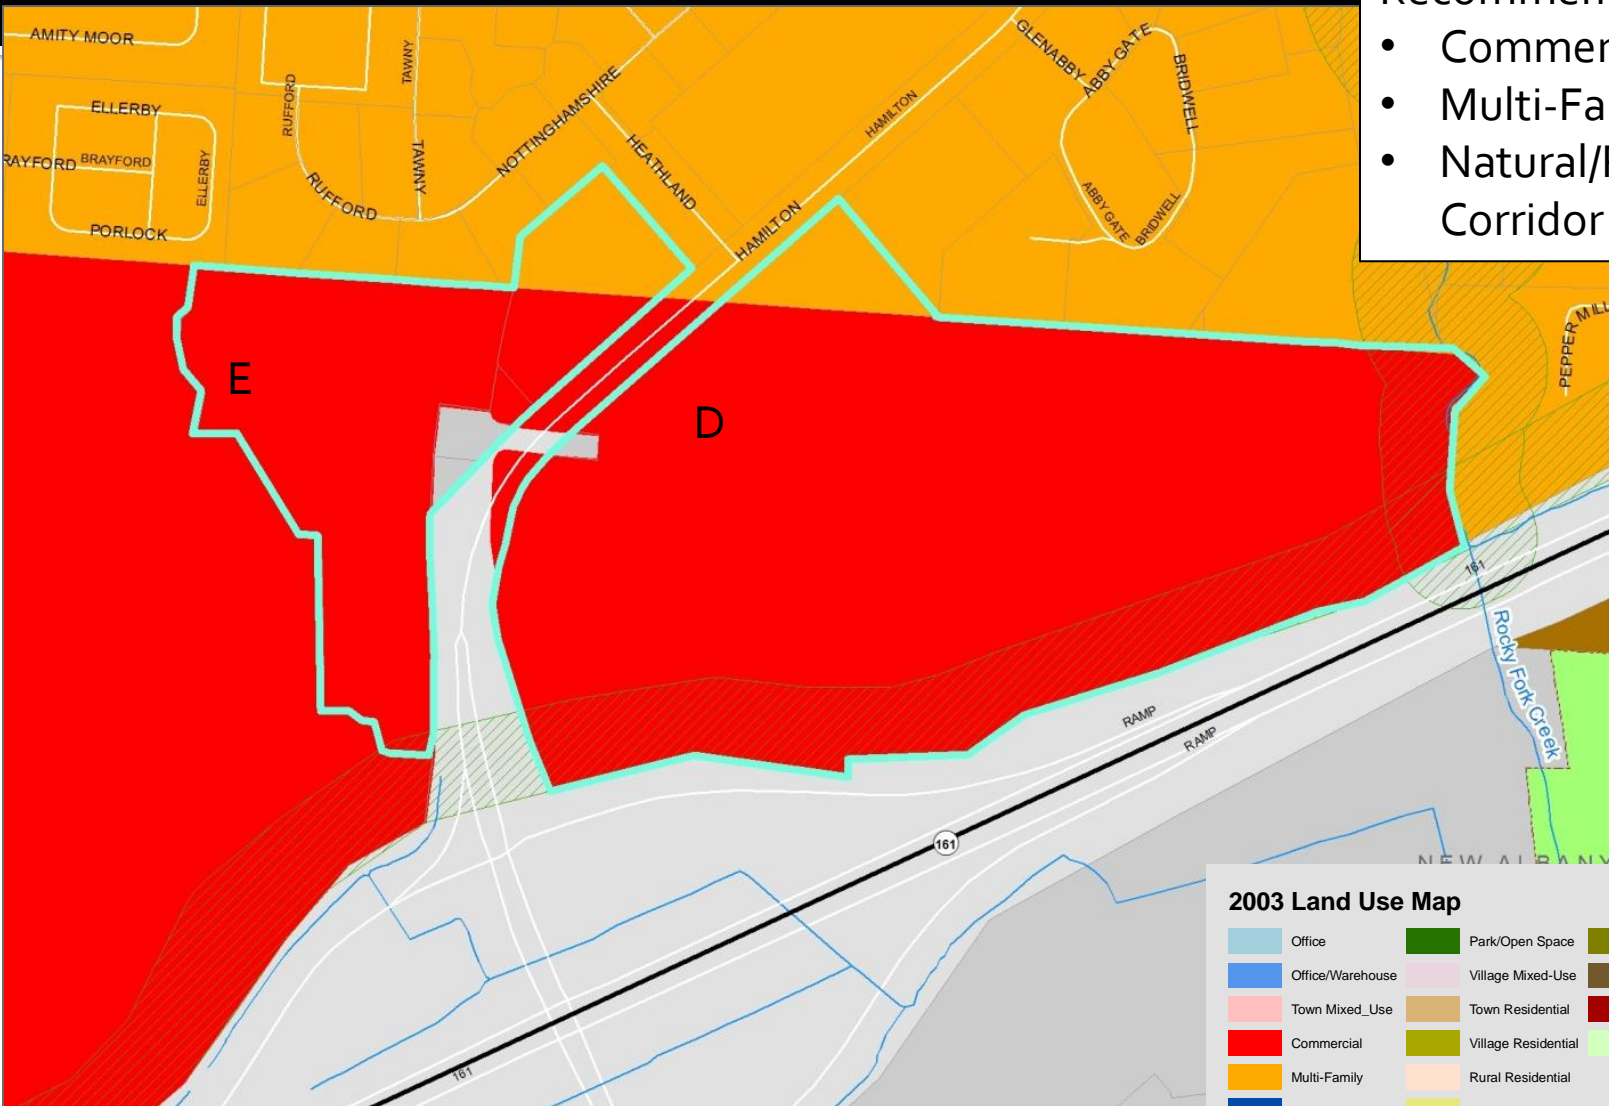 • Commer
• Multi-Fa
• Natural/
Corridor
AMITY MOOR
ELLERBY
RAYFORD
BRAYFORD
ELLERBY
PORLOCK
RUFFORD
RUFFORD
TAWNY
TAWNY
NOTTINGHAMSHIRE
HEATHLAND
HAMILTON
HAMILTON
GLENABBY
ABBY GATE
BRIDWELL
ABBY GATE
BRIDWELL
PEPPER MILL
E
D
161
Rocky Fork Creek
RAMP
RAMP
161
161
NEW ALBANY
2003 Land Use Map
Office
Park/Open Space
Office/Warehouse
Village Mixed-Use
Town Mixed_Use
Town Residential
Commercial
Village Residential
Multi-Family
Rural Residential